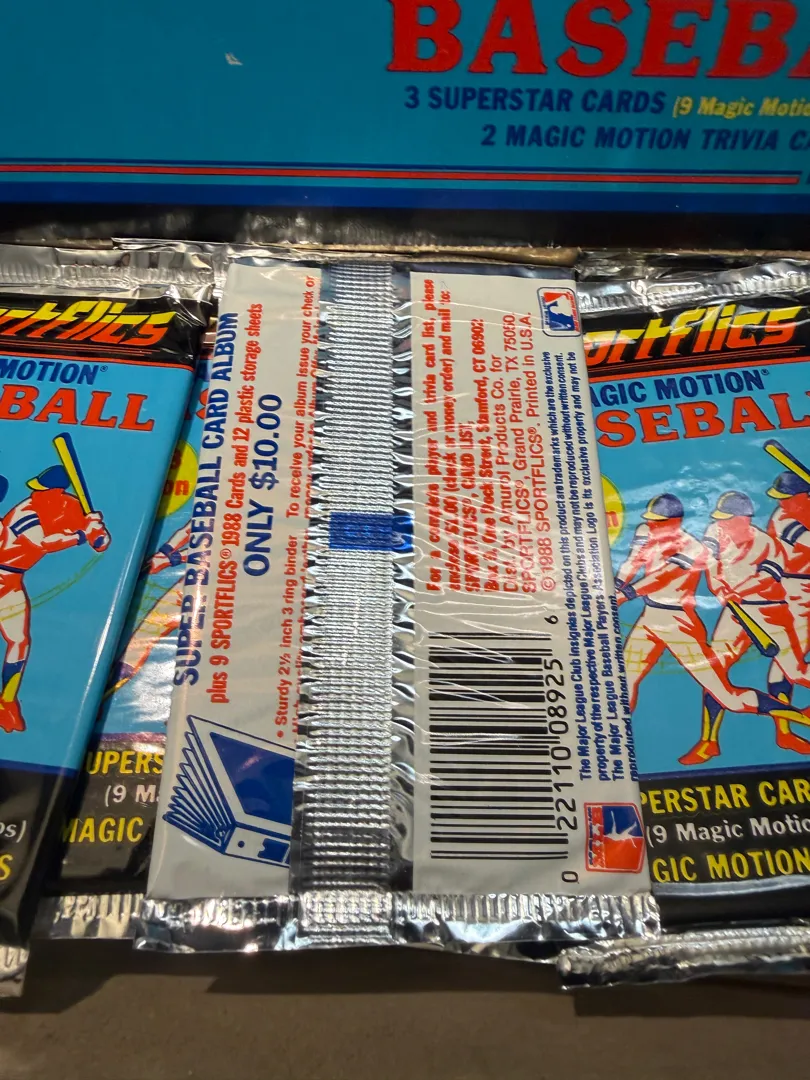 BASEBA
3 SUPERSTAR CARDS (9 Magic Motio
2 MAGIC MOTION TRIVIA CA
ortflics
MOTION®
BALL
UPERS
(9 M
MAGIC
os)
S
SUPER BASEBALL CARD ALBUM
plus 9 SPORTFLICS® 1988 Cards and 12 plastic storage sheets
ONLY $10.00
• Sturdy 2½ inch 3 ring binder
To receive your album issue your check or
For a complete player and trivia card list, please
enclose $1.00 (check or money order) and mail to:
SPORTFLICS®, CARD LIST,
Street, Stamford, CT 06902.
Dist. by Amurol Products Co. for
SPORTFLICS®, Grand Prairie, TX 75050.
© 1988 SPORTFLICS®. Printed in U.S.A.
0 22110 08925 6
The Major League Club insignias depicted on this product are trademarks which are the exclusive
property of the respective Major League Clubs and may not be reproduced without written consent.
The Major League Baseball Players Association Logo is its exclusive property and may not be
reproduced without written consent.
ortflics
AGIC MOTION®
SEBALL
PERSTAR CAR
(9 Magic Motio
GIC MOTION